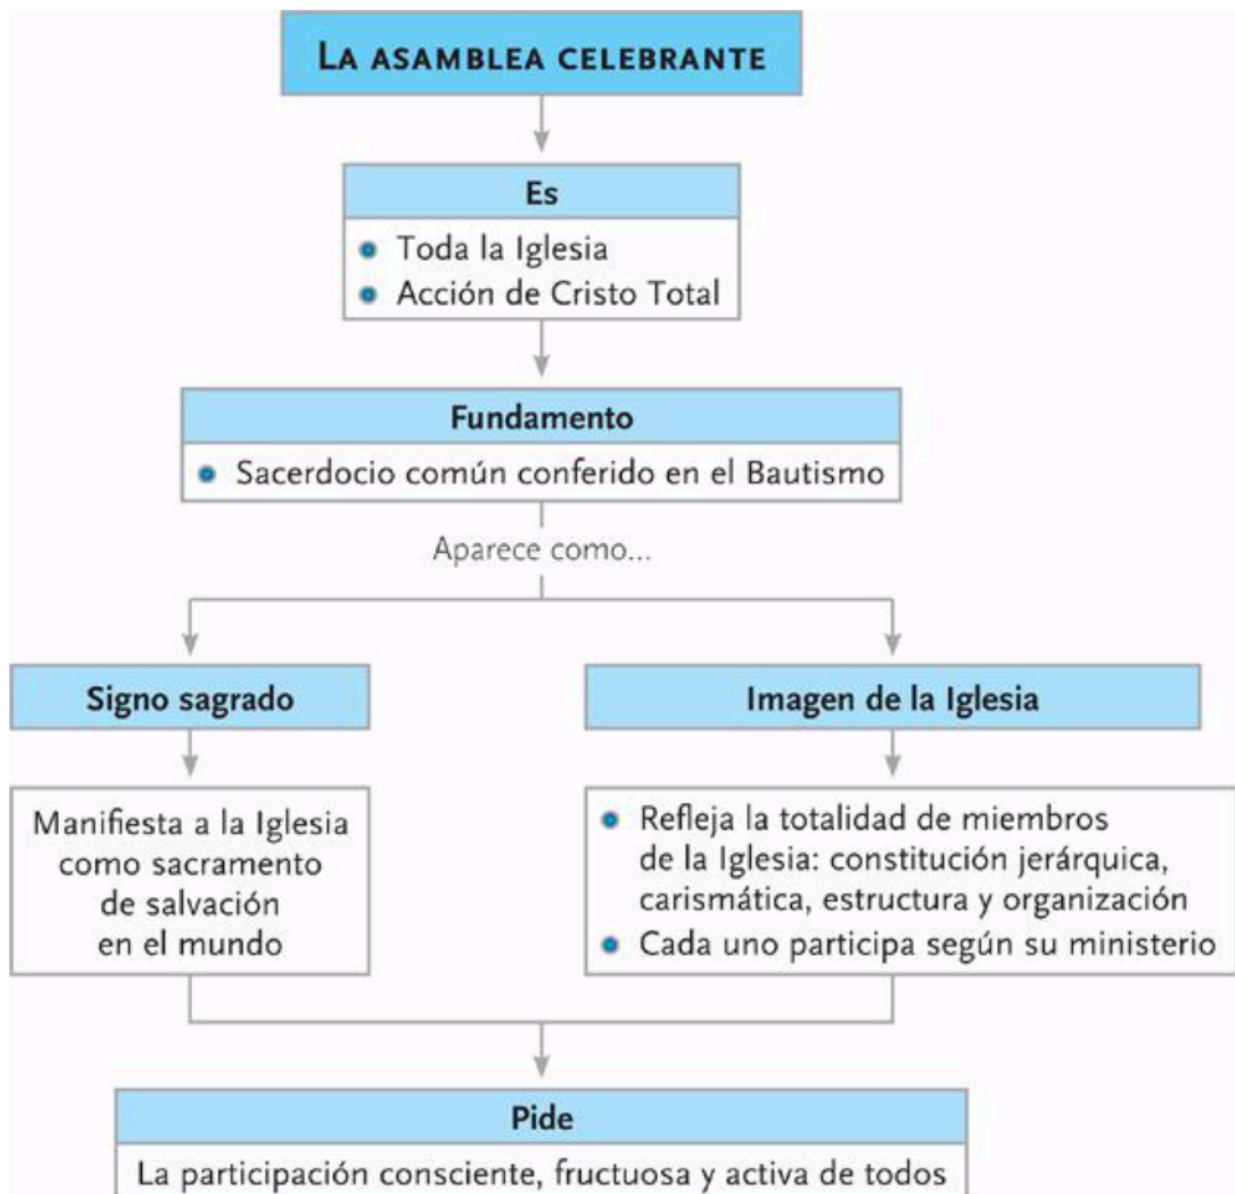 LA ASAMBLEA CELEBRANTE
Es
Toda la Iglesia
Acción de Cristo Total
Fundamento
Sacerdocio común conferido en el Bautismo
Aparece como...
Signo sagrado
Manifiesta a la Iglesia
como sacramento
de salvación
en el mundo
Imagen de la Iglesia
Refleja la totalidad de miembros
de la Iglesia: constitución jerárquica,
carismática, estructura y organización
Cada uno participa según su ministerio
Pide
La participación consciente, fructuosa y activa de todos